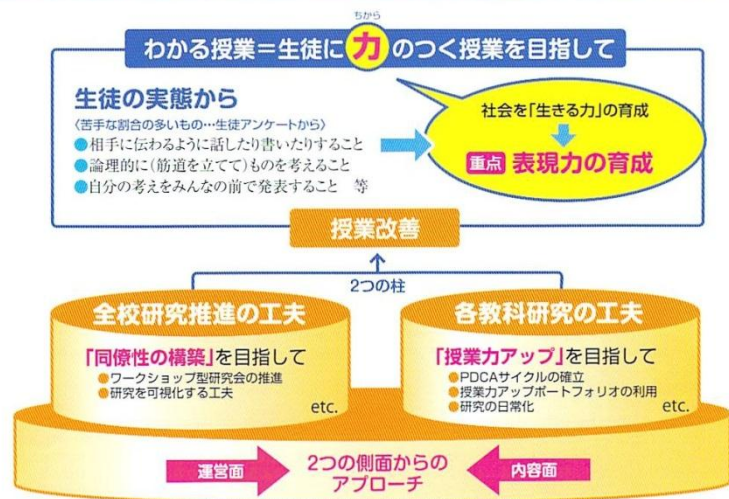 ちから
わかる授業＝生徒に力のつく授業を目指して
生徒の実態から
〈苦手な割合の多いもの…生徒アンケートから〉
●相手に伝わるように話したり書いたりすること
●論理的に(筋道を立てて)ものを考えること
●自分の考えをみんなの前で発表すること　等
社会を「生きる力」の育成
重点 表現力の育成
授業改善
2つの柱
全校研究推進の工夫
「同僚性の構築」を目指して
●ワークショップ型研究会の推進
●研究を可視化する工夫
etc.
各教科研究の工夫
「授業力アップ」を目指して
●PDCAサイクルの確立
●授業力アップポートフォリオの利用
●研究の日常化
etc.
運営面
2つの側面からの
アプローチ
内容面